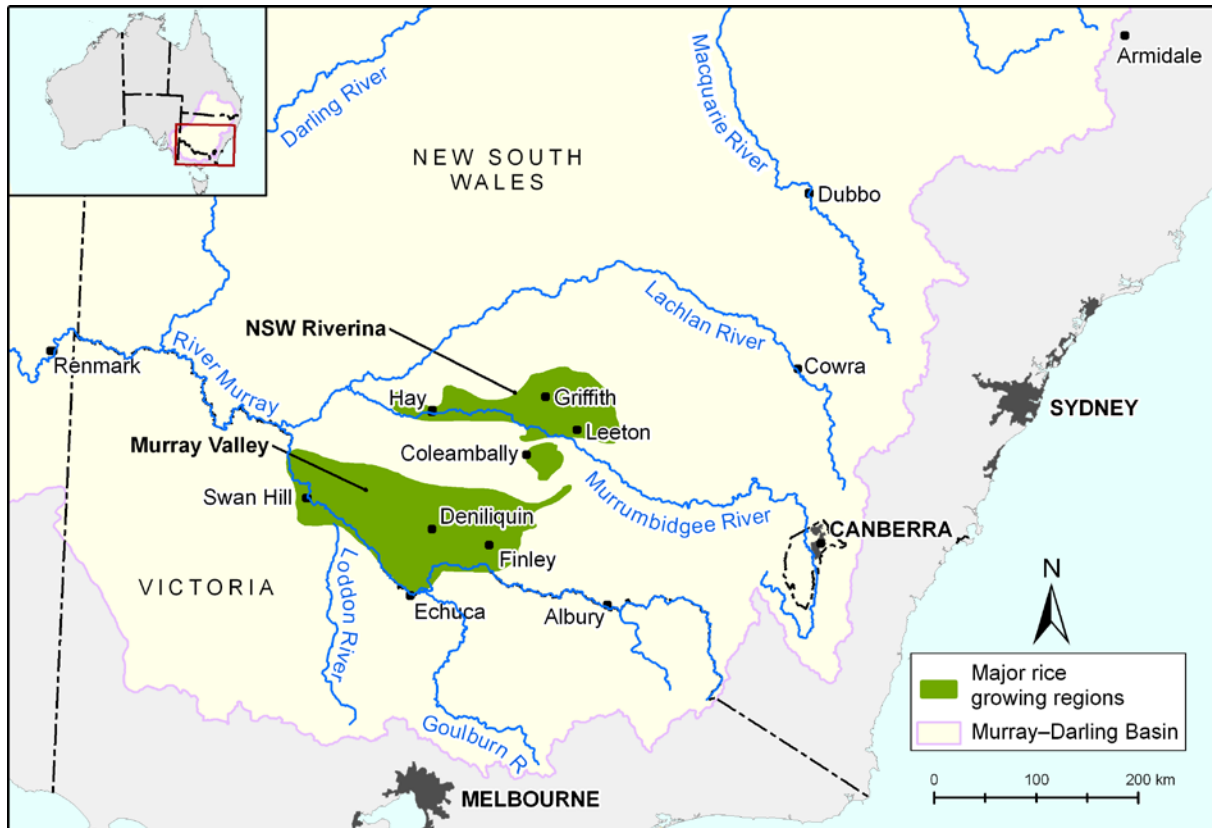 Armidale
Macquarie River
Darling River
NEW SOUTH
WALES
Dubbo
Lachlan River
NSW Riverina
River Murray
Renmark
Cowra
Hay
Griffith
SYDNEY
Leeton
Murray Valley
Coleambally
Swan Hill
Murrumbidgee River
Deniliquin
CANBERRA
Finley
VICTORIA
Loddon River
Echuca
Albury
N
Goulburn R
MELBOURNE
Major rice
growing regions
Murray–Darling Basin
0 100 200 km